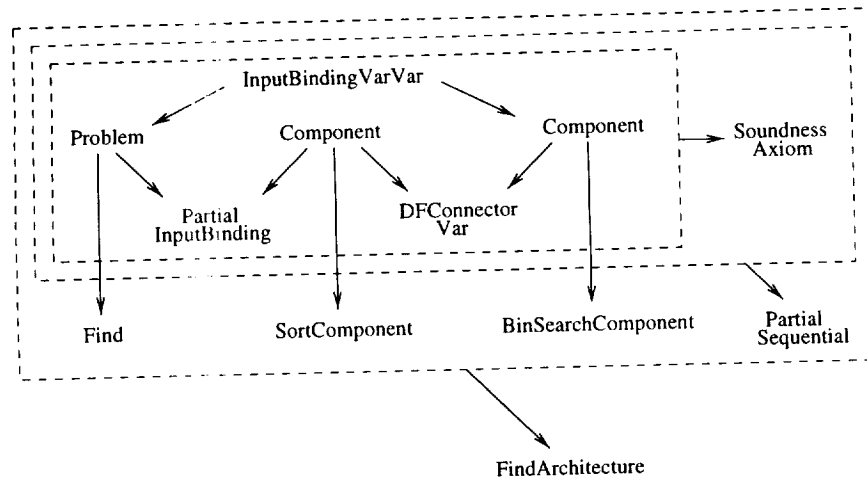 InputBindingVarVar
Problem
Component
Component
Soundness
Axiom
Partial
InputBinding
DFConnector
Var
Find
SortComponent
BinSearchComponent
Partial
Sequential
FindArchitecture